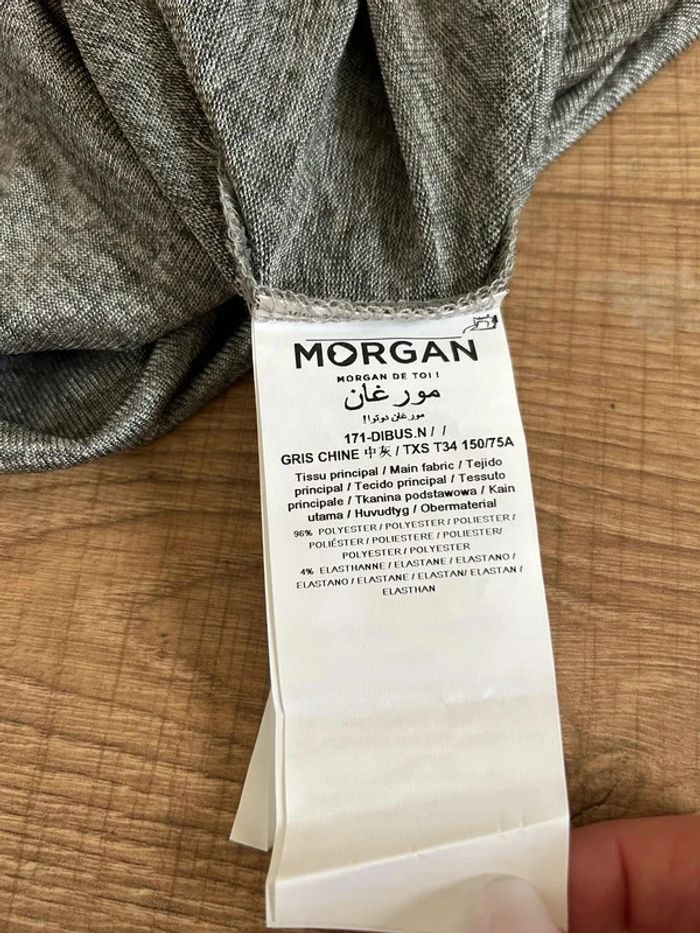 MORGAN
MORGAN DE TOI !
مورغان
مورغان دوتوا!
171-DIBUS.N / /
GRIS CHINE 中灰 / TXS T34 150/75A
Tissu principal / Main fabric / Tejido
principal / Tecido principal / Tessuto
principale / Tkanina podstawowa / Kain
utama / Huvudtyg / Obermaterial
96% POLYESTER / POLYESTER / POLIESTER /
POLIÉSTER / POLIESTERE / POLIESTER/
POLYESTER / POLYESTER
4% ELASTHANNE / ELASTANE / ELASTANO /
ELASTANO / ELASTANE / ELASTAN/ ELASTAN /
ELASTHAN